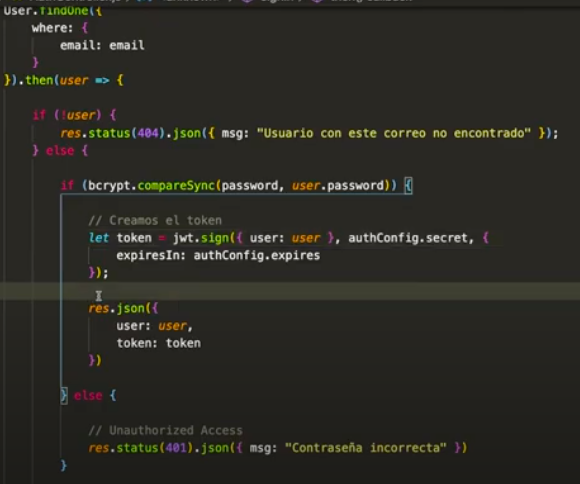 User.findOne({
where: {
email: email
}
}).then(user => {
if (!user) {
res.status(404).json({ msg: "Usuario con este correo no encontrado" });
} else {
if (bcrypt.compareSync(password, user.password)) {
// Creamos el token
let token = jwt.sign({ user: user }, authConfig.secret, {
expiresIn: authConfig.expires
});
res.json({
user: user,
token: token
})
} else {
// Unauthorized Access
res.status(401).json({ msg: "Contraseña incorrecta" })
}